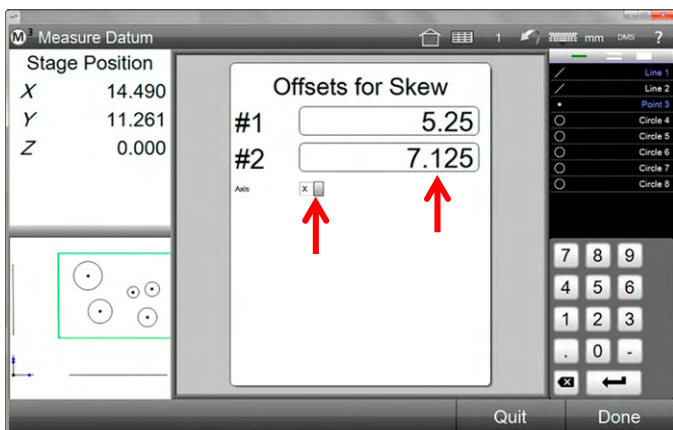 M³ Measure Datum
1
mm
DMS
?
Stage Position
X 14.490
Y 11.261
Z 0.000
Offsets for Skew
#1 5.25
#2 7.125
Axis X
Line 1
Line 2
Point 3
Circle 4
Circle 5
Circle 6
Circle 7
Circle 8
7 8 9
4 5 6
1 2 3
. 0 -
Quit Done